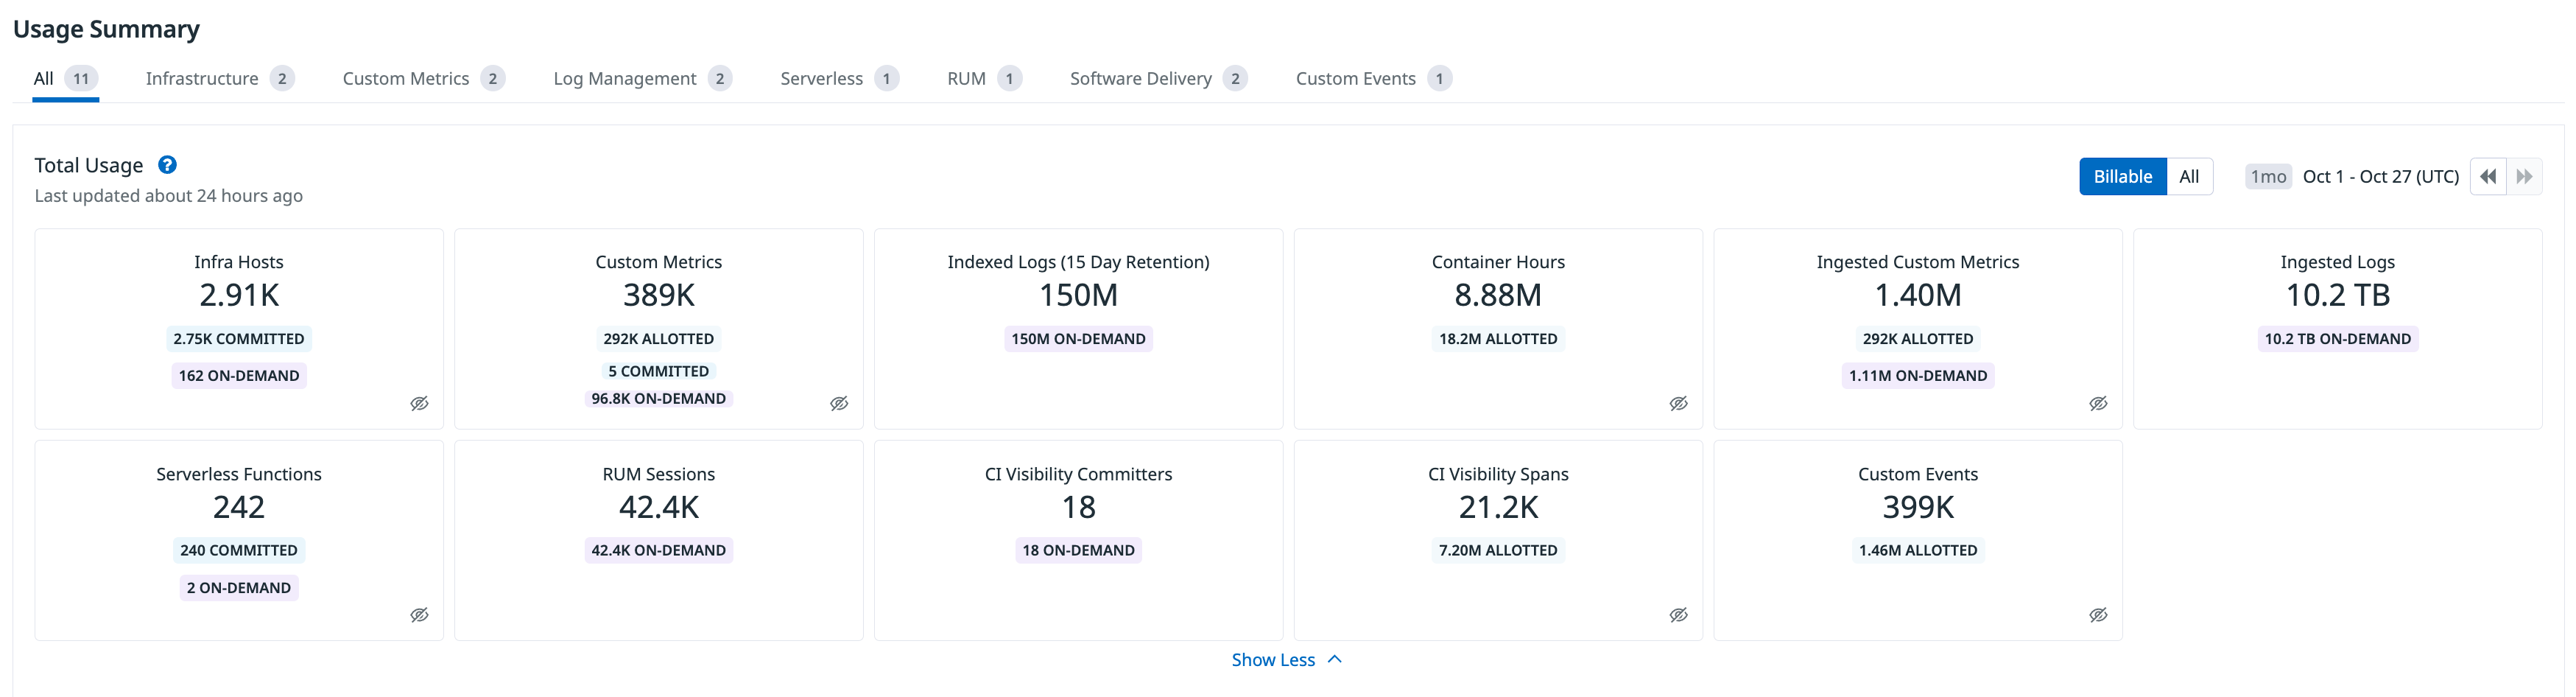 Usage Summary
All 11 Infrastructure 2 Custom Metrics 2 Log Management 2 Serverless 1 RUM 1 Software Delivery 2 Custom Events 1
Total Usage ?
Last updated about 24 hours ago
Billable All 1mo Oct 1 - Oct 27 (UTC)
Infra Hosts
2.91K
2.75K COMMITTED
162 ON-DEMAND
Custom Metrics
389K
292K ALLOTTED
5 COMMITTED
96.8K ON-DEMAND
Indexed Logs (15 Day Retention)
150M
150M ON-DEMAND
Container Hours
8.88M
18.2M ALLOTTED
Ingested Custom Metrics
1.40M
292K ALLOTTED
1.11M ON-DEMAND
Ingested Logs
10.2 TB
10.2 TB ON-DEMAND
Serverless Functions
242
240 COMMITTED
2 ON-DEMAND
RUM Sessions
42.4K
42.4K ON-DEMAND
CI Visibility Committers
18
18 ON-DEMAND
CI Visibility Spans
21.2K
7.20M ALLOTTED
Custom Events
399K
1.46M ALLOTTED
Show Less